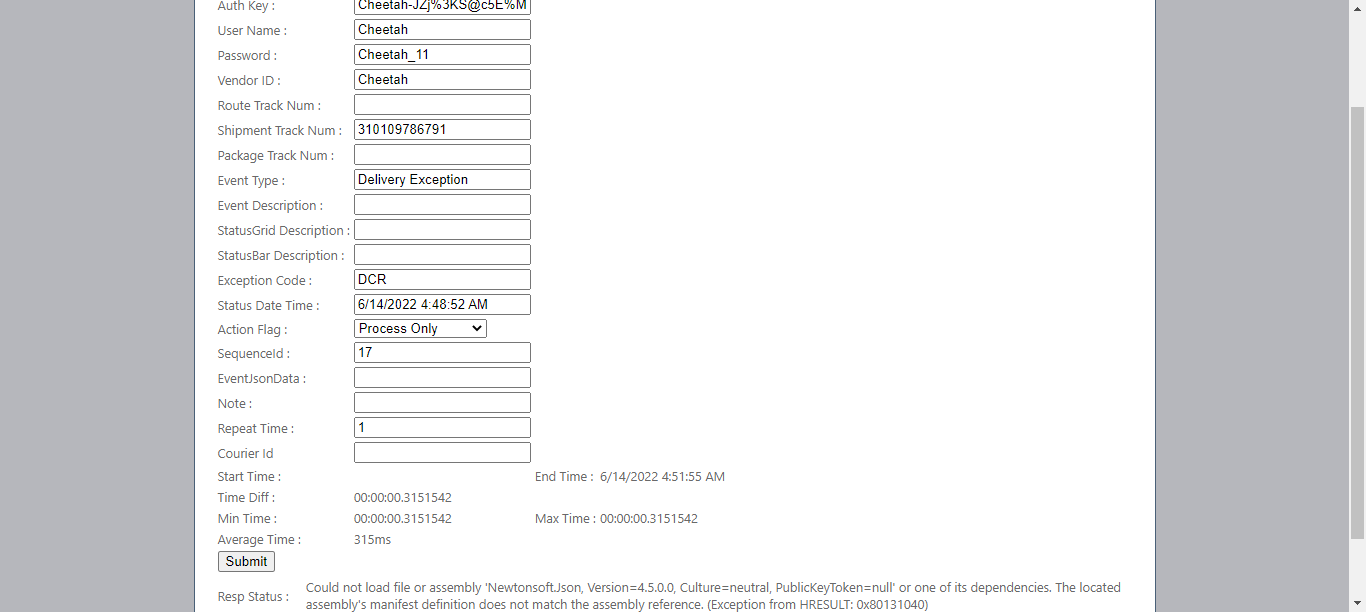 Auth Key : Cheetah-JZj%3KS@c5E%M
User Name : Cheetah
Password : Cheetah_11
Vendor ID : Cheetah
Route Track Num :
Shipment Track Num : 310109786791
Package Track Num :
Event Type : Delivery Exception
Event Description :
StatusGrid Description :
StatusBar Description :
Exception Code : DCR
Status Date Time : 6/14/2022 4:48:52 AM
Action Flag : Process Only
SequenceId : 17
EventJsonData :
Note :
Repeat Time : 1
Courier Id
Start Time : End Time : 6/14/2022 4:51:55 AM
Time Diff : 00:00:00.3151542
Min Time : 00:00:00.3151542 Max Time : 00:00:00.3151542
Average Time : 315ms
Submit
Resp Status : Could not load file or assembly 'Newtonsoft.Json, Version=4.5.0.0, Culture=neutral, PublicKeyToken=null' or one of its dependencies. The located
assembly's manifest definition does not match the assembly reference. (Exception from HRESULT: 0x80131040)